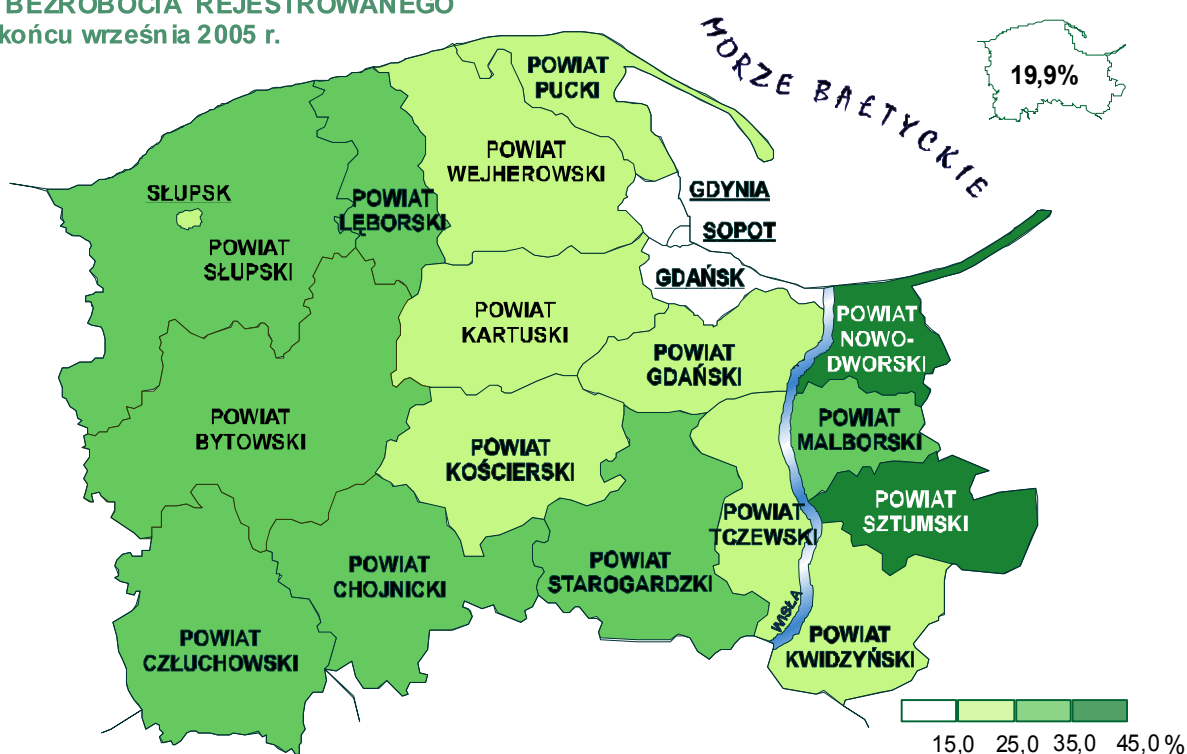 BEZROBOCIA REJESTROWANEGO
końcu września 2005 r.
MORZE BAŁTYCKIE
19,9%
POWIAT
PUCKI
POWIAT
WEJHEROWSKI
SŁUPSK
POWIAT
LĘBORSKI
GDYNIA
SOPOT
POWIAT
SŁUPSKI
GDAŃSK
POWIAT
KARTUSKI
POWIAT
NOWO-
DWORSKI
POWIAT
GDAŃSKI
POWIAT
BYTOWSKI
POWIAT
MALBORSKI
POWIAT
KOŚCIERSKI
POWIAT
SZTUMSKI
POWIAT
TCZEWSKI
POWIAT
CHOJNICKI
POWIAT
STAROGARDZKI
WISŁA
POWIAT
CZŁUCHOWSKI
POWIAT
KWIDZYŃSKI
15,0 25,0 35,0 45,0 %